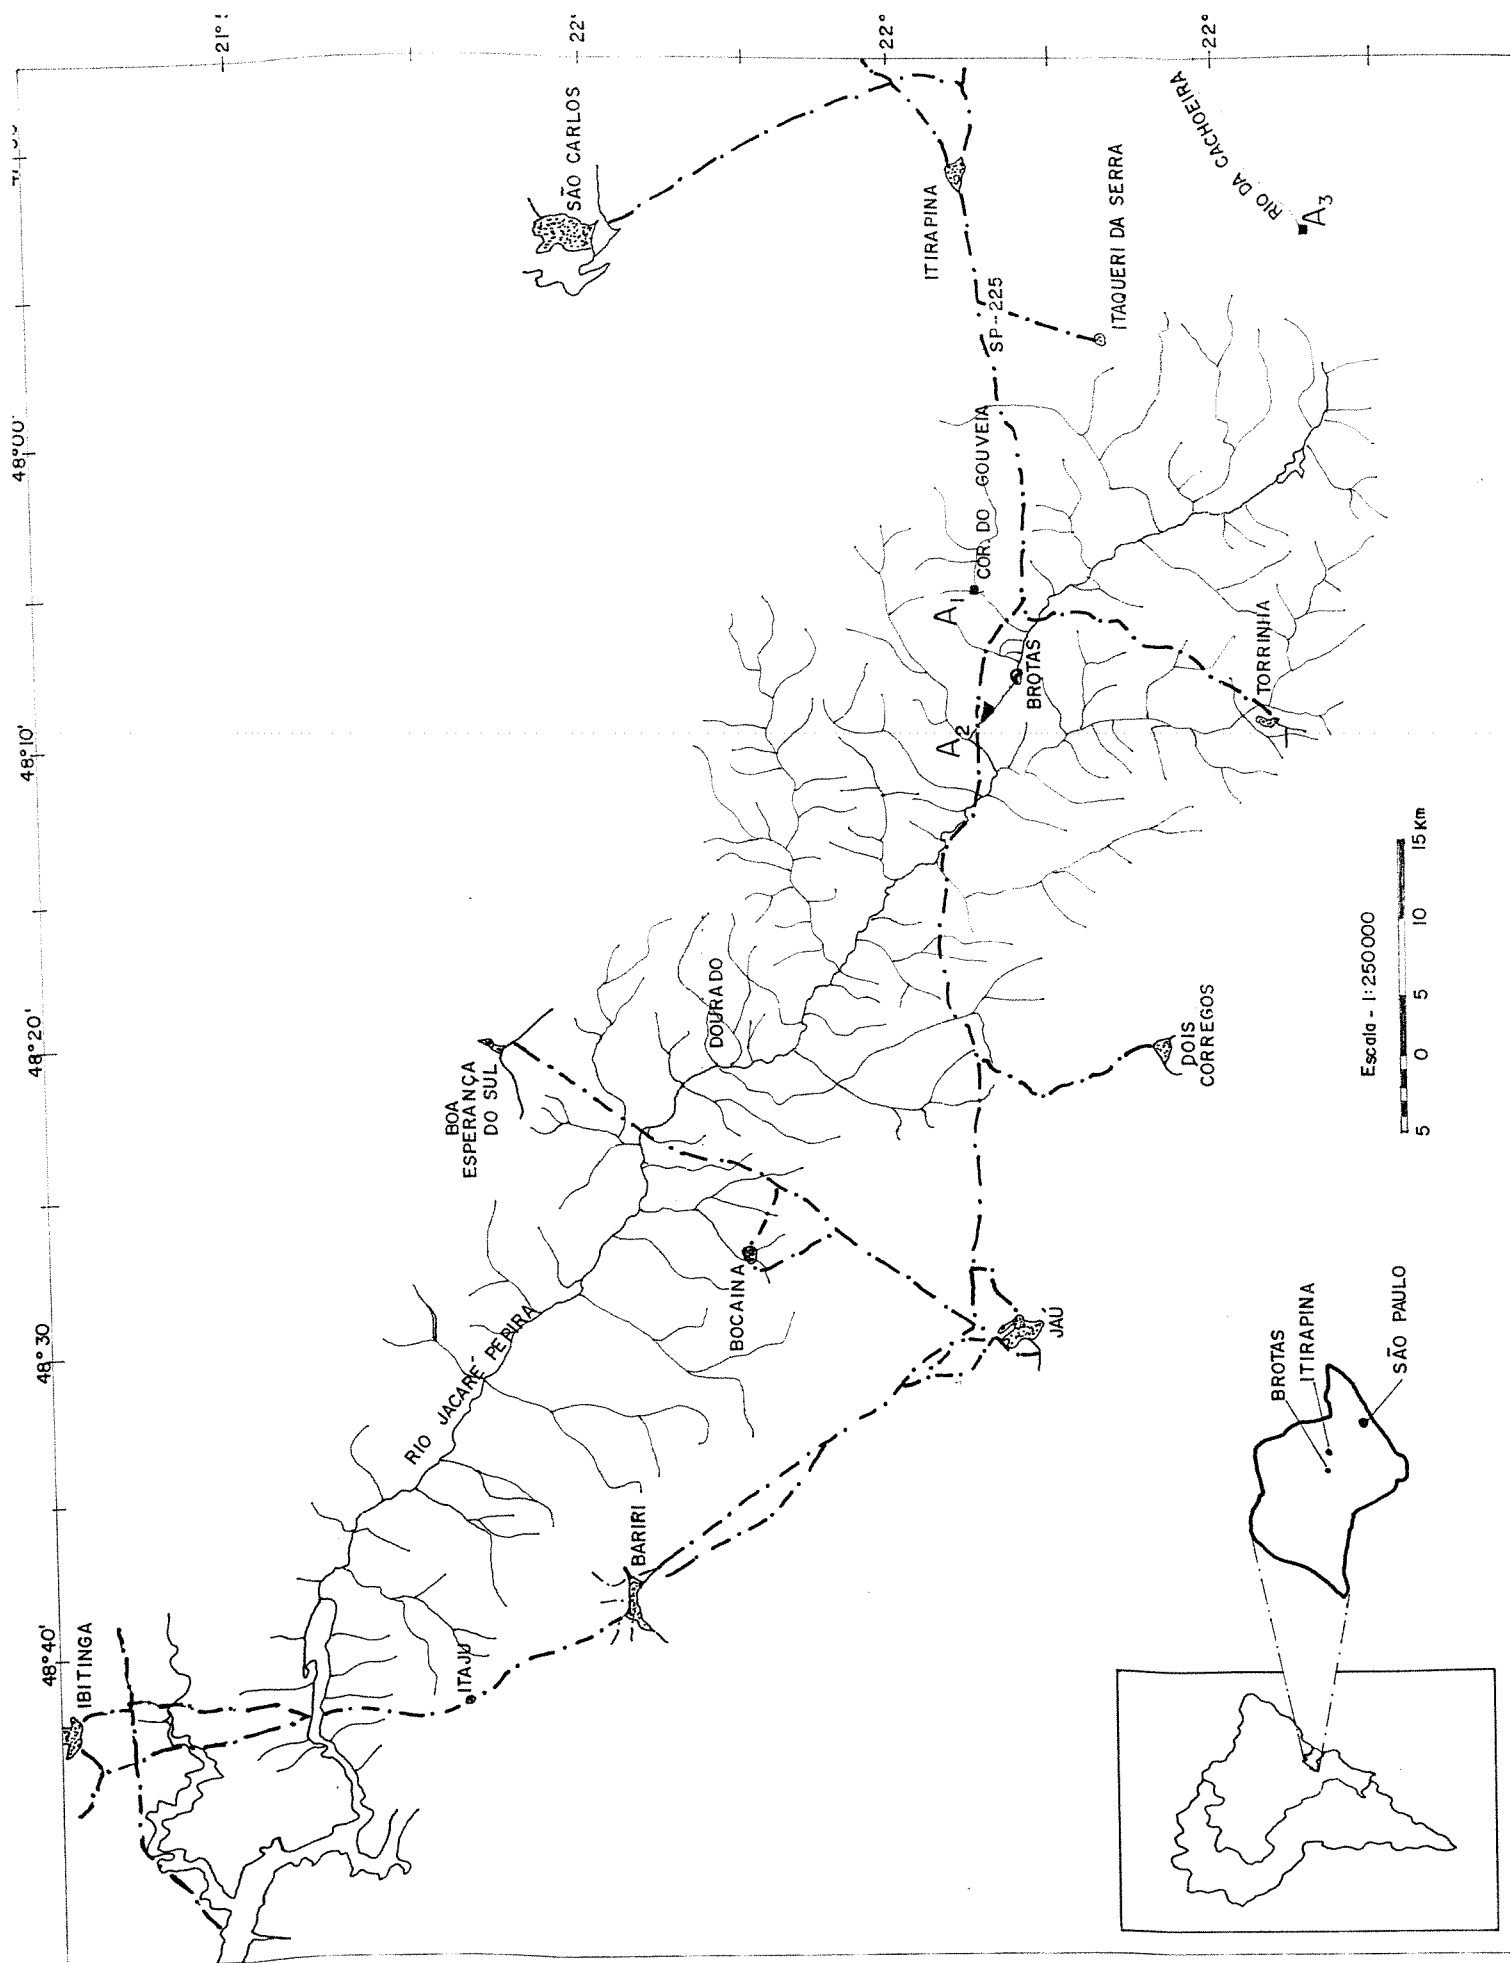 48°40'
48°30
48°20'
48°10'
48°00'
21°
22'
22°
22°
IBITINGA
ITAJU
BARIRI
RIO JACARÉ-PEPIRA
BOCAINA
JAÚ
BOA
ESPERANÇA
DO SUL
DOURADO
DOIS
CORREGOS
A2
BROTAS
TORRINHA
A1
COR. DO GOUVEIA
SP-225
ITIRAPINA
ITAQUERI DA SERRA
SÃO CARLOS
RIO DA CACHOEIRA
A3
Escala - 1:250000
5 0 5 10 15 Km
BROTAS
ITIRAPINA
SÃO PAULO